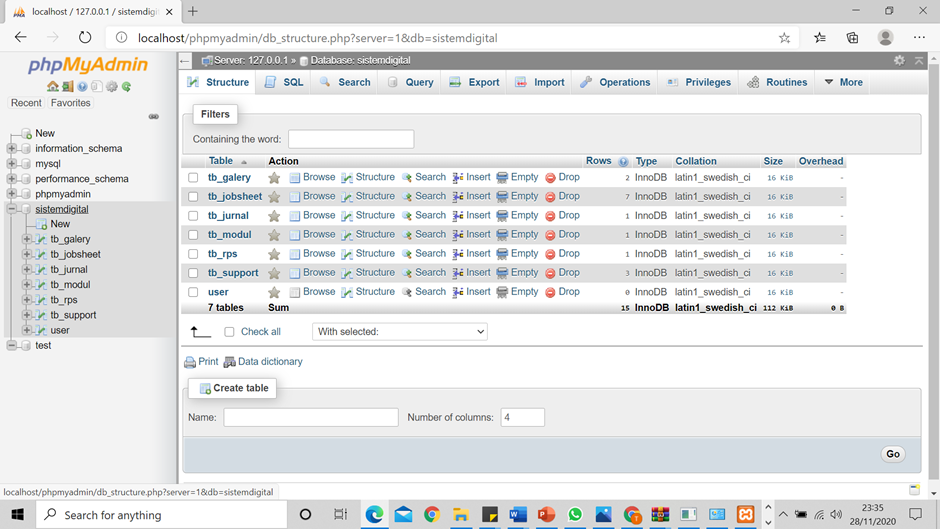 localhost / 127.0.0.1 / sistemdigit
localhost/phpmyadmin/db_structure.php?server=1&db=sistemdigital
phpMyAdmin
Recent Favorites
New
information_schema
mysql
performance_schema
phpmyadmin
sistemdigital
New
tb_galery
tb_jobsheet
tb_jurnal
tb_modul
tb_rps
tb_support
user
test
Server: 127.0.0.1 » Database: sistemdigital
Structure SQL Search Query Export Import Operations Privileges Routines More
Filters
Containing the word:
Table Action Rows Type Collation Size Overhead
tb_galery Browse Structure Search Insert Empty Drop 2 InnoDB latin1_swedish_ci 16 KiB -
tb_jobsheet Browse Structure Search Insert Empty Drop 7 InnoDB latin1_swedish_ci 16 KiB -
tb_jurnal Browse Structure Search Insert Empty Drop 1 InnoDB latin1_swedish_ci 16 KiB -
tb_modul Browse Structure Search Insert Empty Drop 1 InnoDB latin1_swedish_ci 16 KiB -
tb_rps Browse Structure Search Insert Empty Drop 1 InnoDB latin1_swedish_ci 16 KiB -
tb_support Browse Structure Search Insert Empty Drop 3 InnoDB latin1_swedish_ci 16 KiB -
user Browse Structure Search Insert Empty Drop 0 InnoDB latin1_swedish_ci 16 KiB -
7 tables Sum 15 InnoDB latin1_swedish_ci 112 KiB 0 B
Check all With selected:
Print Data dictionary
Create table
Name: Number of columns: 4
Go
localhost/phpmyadmin/db_structure.php?server=1&db=sistemdigital
Search for anything
23:35
28/11/2020